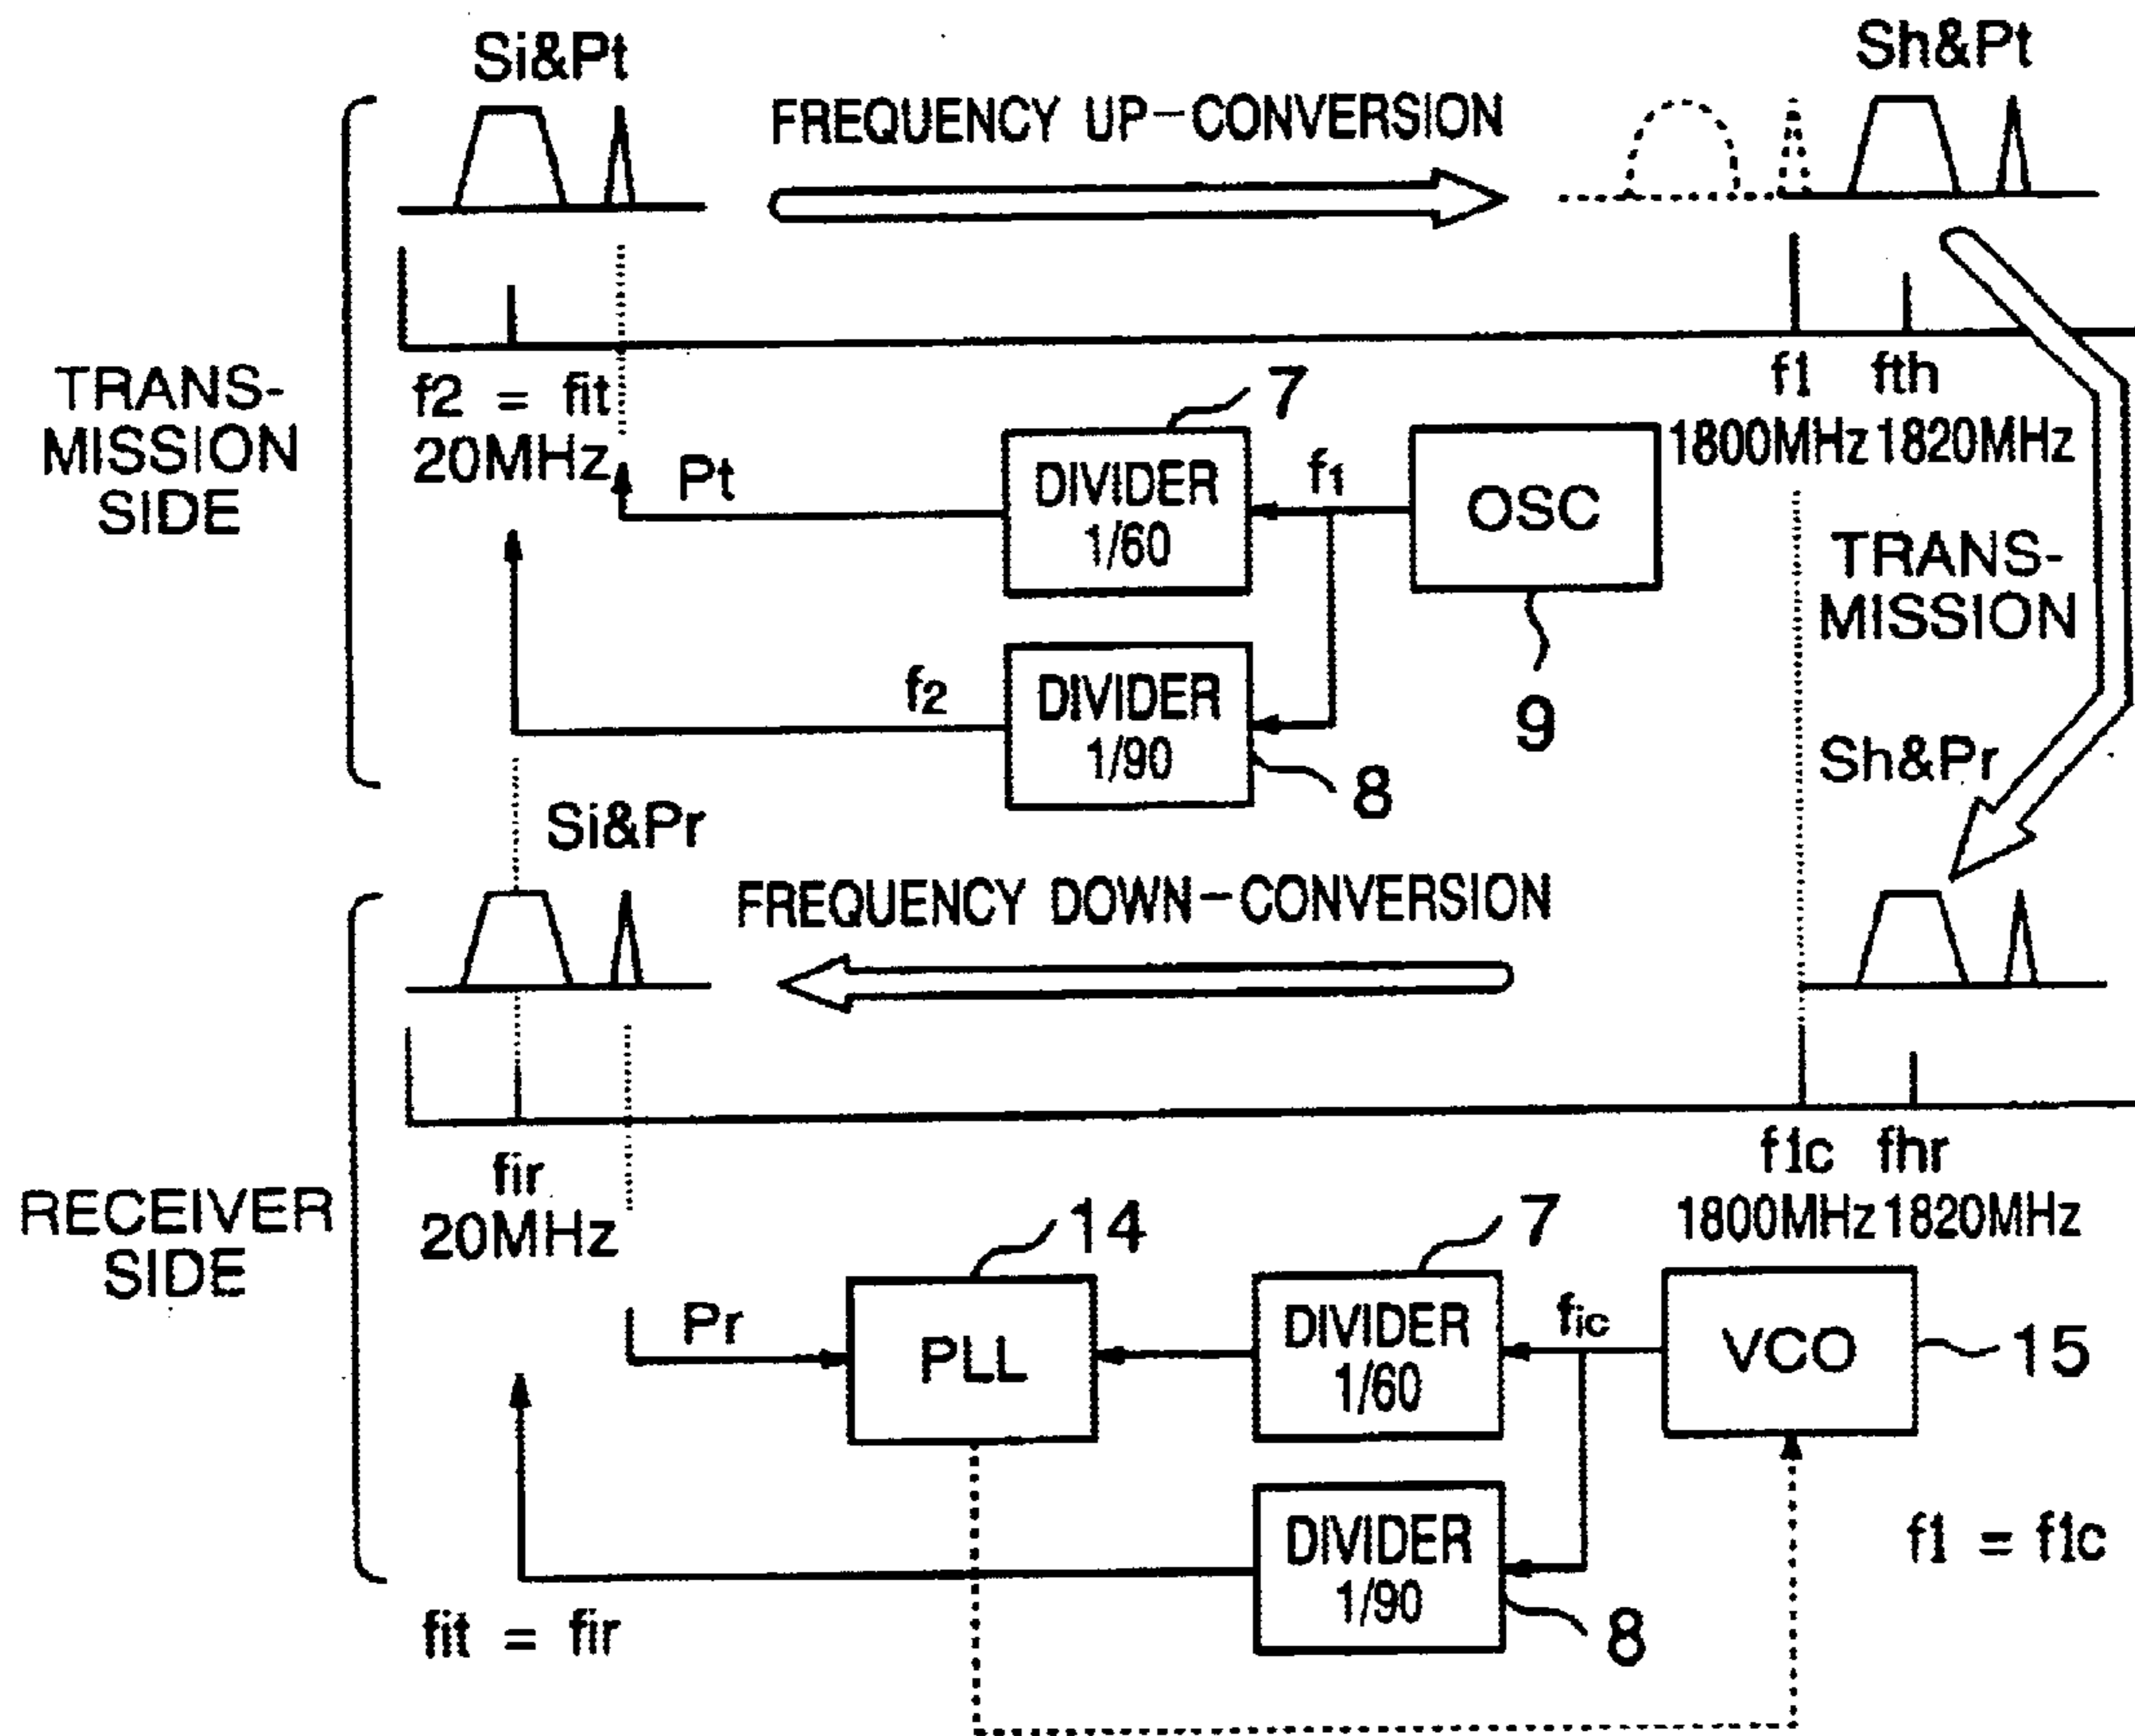 Si&Pt
Sh&Pt
FREQUENCY UP-CONVERSION
TRANS-
MISSION
SIDE
f2 = fit
20MHz
f1 fth
1800MHz 1820MHz
7
Pt
DIVIDER
1/60
f1
OSC
9
TRANS-
MISSION
f2
DIVIDER
1/90
8
Sh&Pr
Si&Pr
FREQUENCY DOWN-CONVERSION
RECEIVER
SIDE
fir
20MHz
f1c fhr
1800MHz 1820MHz
14
7
Pr
PLL
DIVIDER
1/60
fic
VCO
15
DIVIDER
1/90
8
f1 = f1c
fit = fir